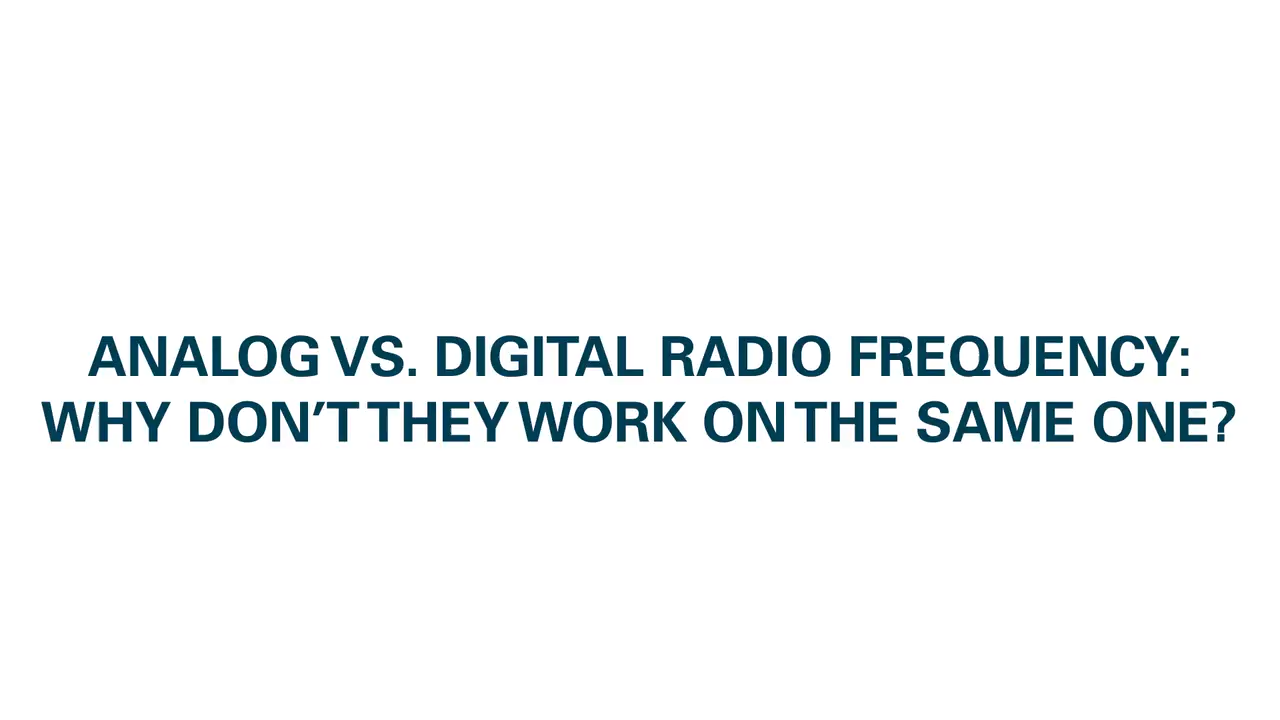 ANALOG VS. DIGITAL RADIO FREQUENCY:
WHY DON’T THEY WORK ON THE SAME ONE?